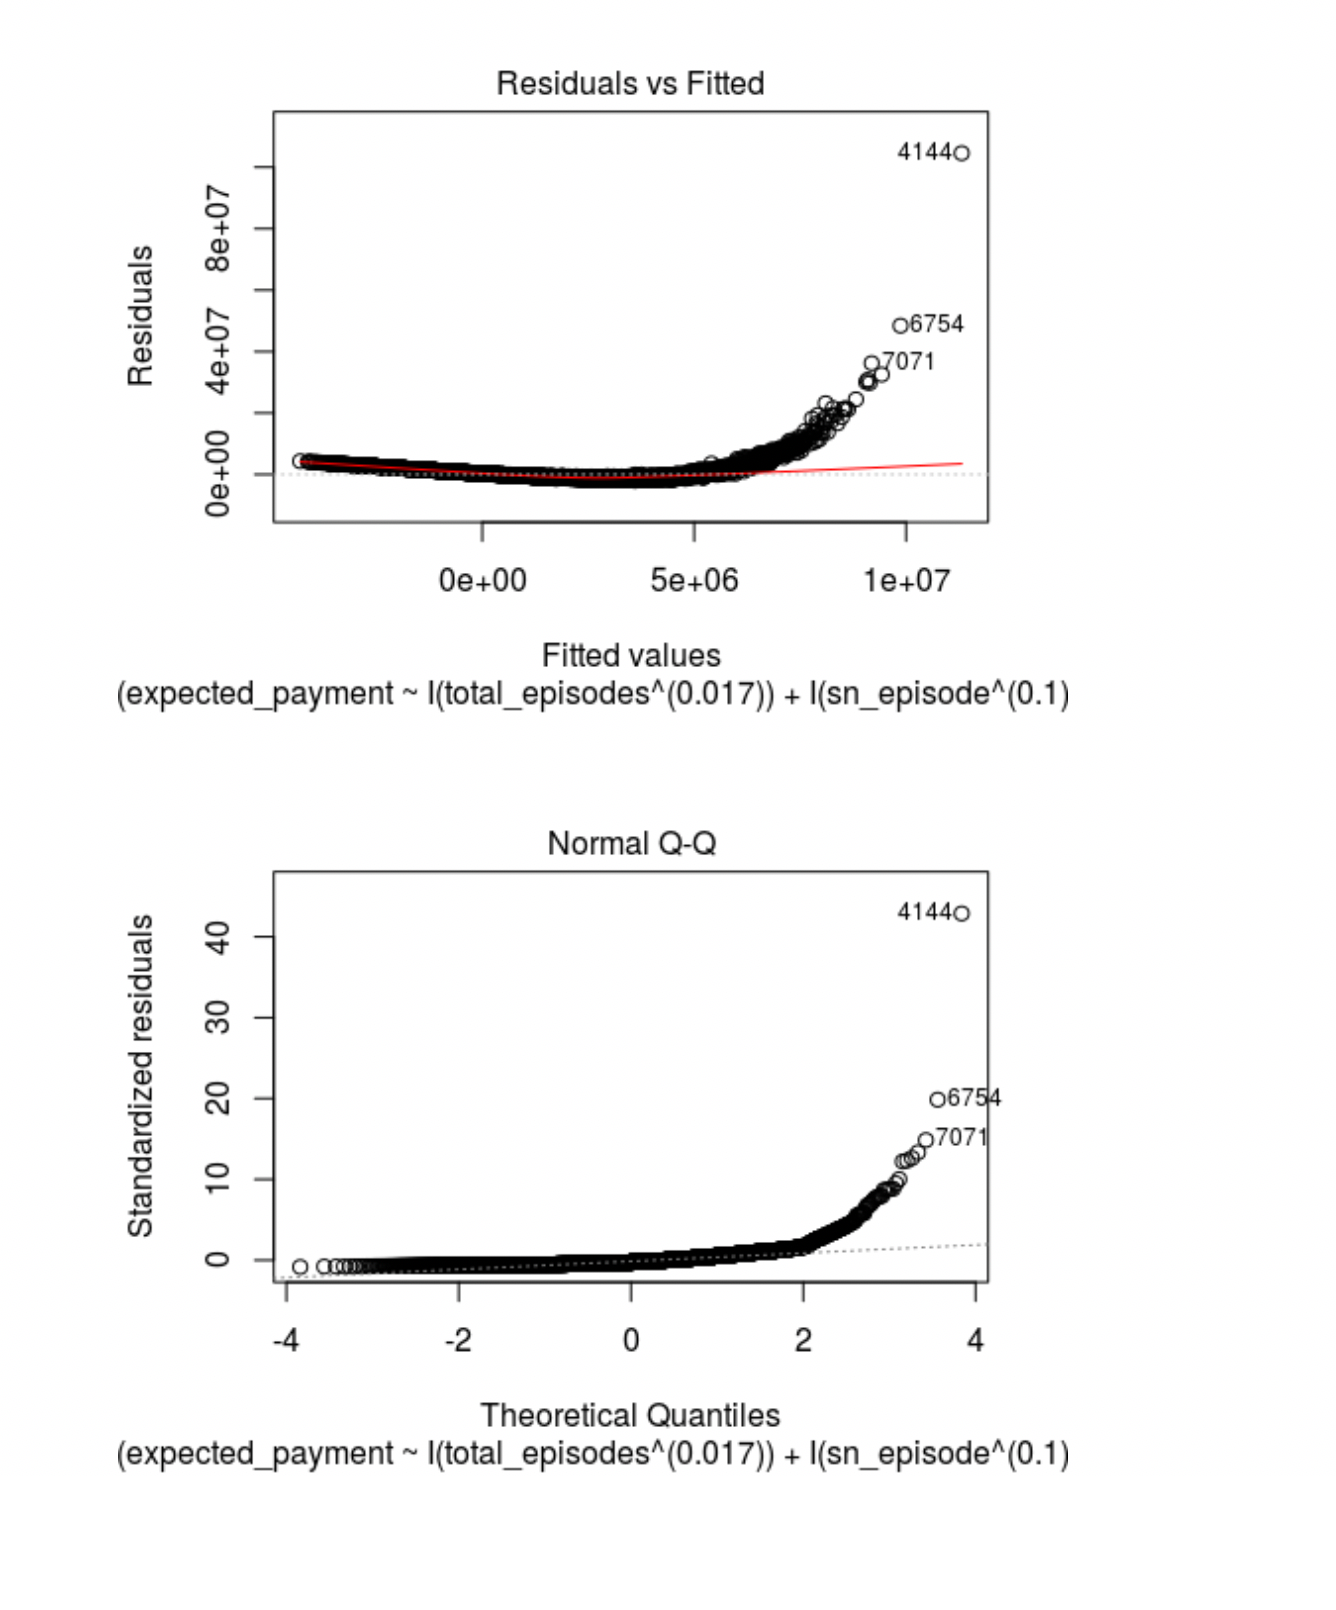 Residuals vs Fitted
4144
6754
7071
Residuals
0e+00 4e+07 8e+07
0e+00 5e+06 1e+07
Fitted values
(expected_payment ~ I(total_episodes^(0.017)) + I(sn_episode^(0.1)
Normal Q-Q
4144
6754
7071
Standardized residuals
0 10 20 30 40
-4 -2 0 2 4
Theoretical Quantiles
(expected_payment ~ I(total_episodes^(0.017)) + I(sn_episode^(0.1)